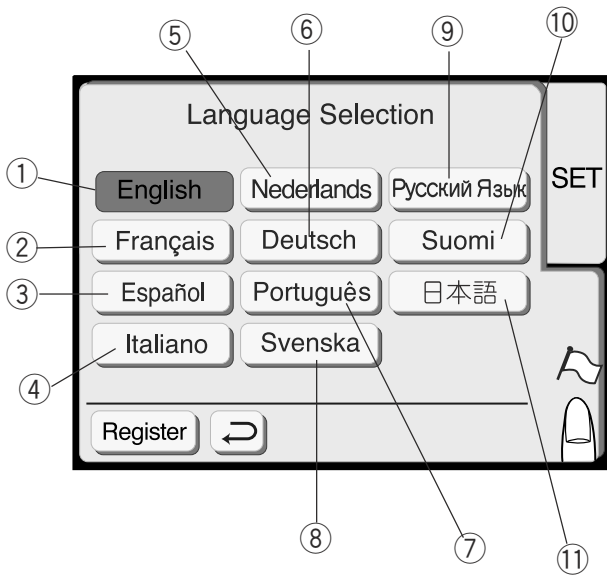 ⑤ ⑥ ⑨ ⑩
Language Selection
SET
① English Nederlands Русский Язык
② Français Deutsch Suomi
③ Español Português 日本語
④ Italiano Svenska
Register
⑧ ⑦ ⑪